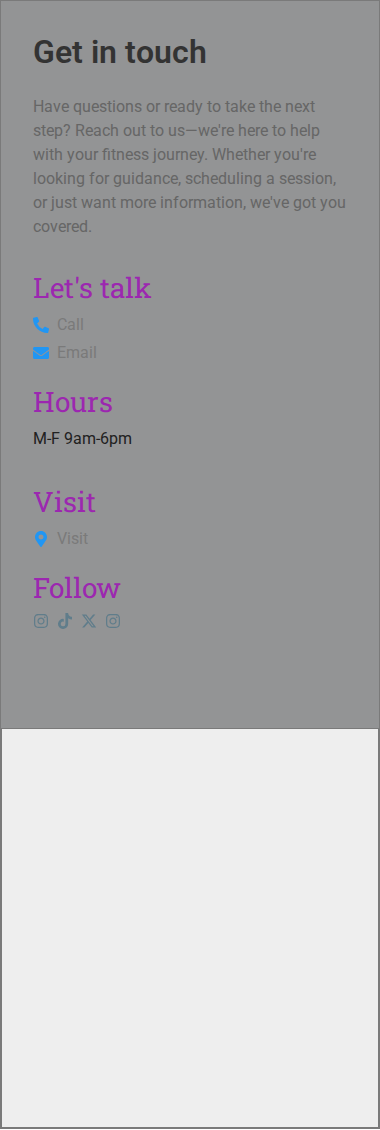 Get in touch
Have questions or ready to take the next
step? Reach out to us—we're here to help
with your fitness journey. Whether you're
looking for guidance, scheduling a session,
or just want more information, we've got you
covered.
Let's talk
Call
Email
Hours
M-F 9am-6pm
Visit
Visit
Follow